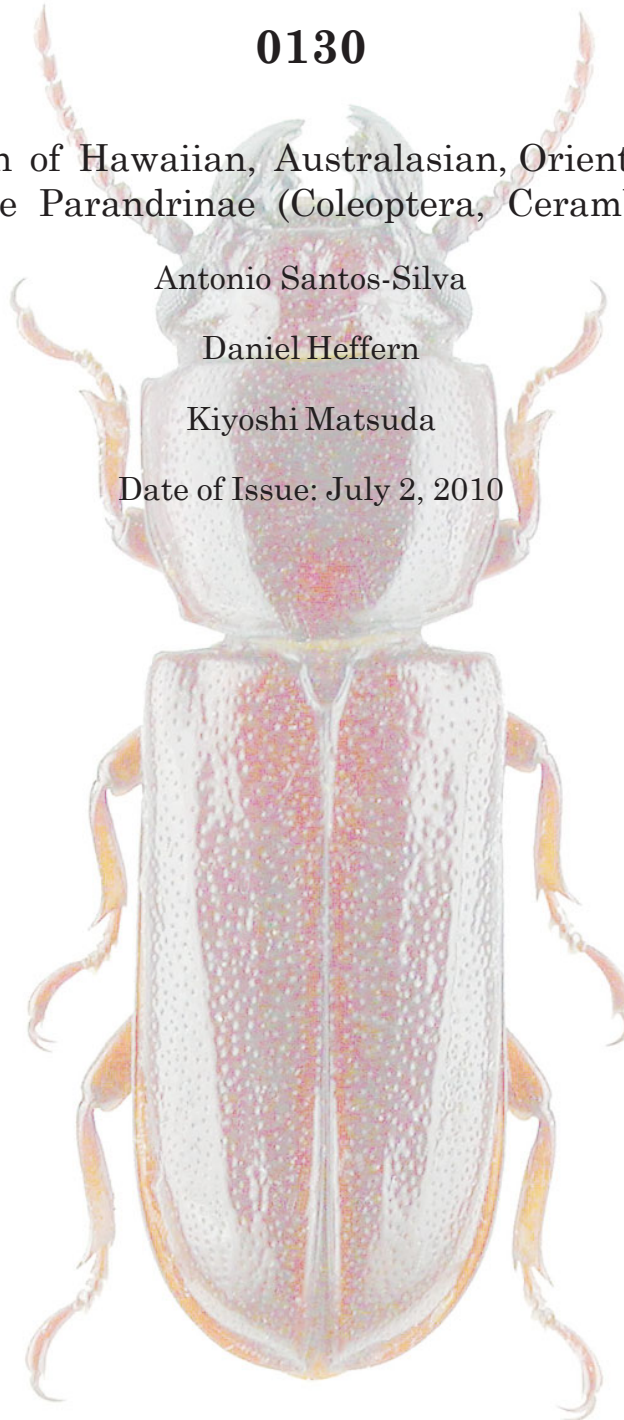 0130
of Hawaiian, Australasian, Orient
Parandrinae (Coleoptera, Ceramb
Antonio Santos-Silva
Daniel Heffern
Kiyoshi Matsuda
Date of Issue: July 2, 2010